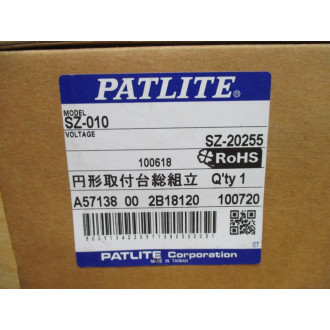 PATLITE
MODEL
SZ-010
VOLTAGE
SZ-20255
100618
RoHS
円形取付台総組立 Q'ty 1
A57138 00 2B18120 100720
PATLITE Corporation
MADE IN TAIWAN